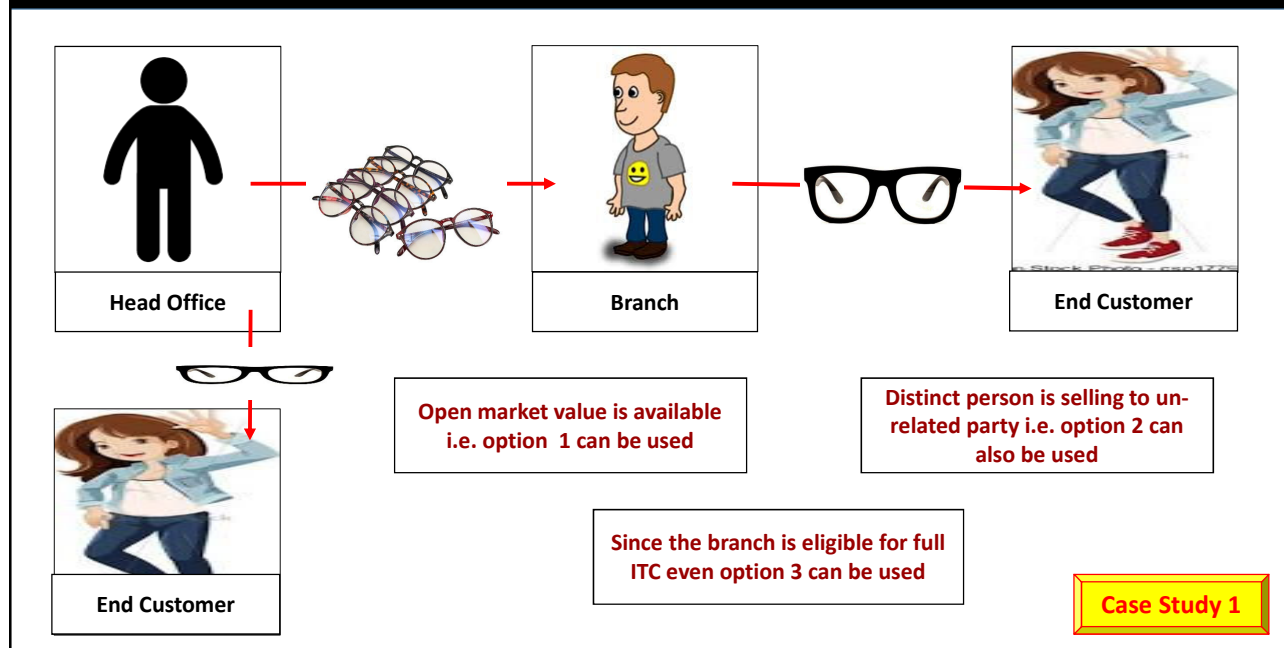 Head Office
Branch
End Customer
Open market value is available
i.e. option 1 can be used
Distinct person is selling to un-
related party i.e. option 2 can
also be used
Since the branch is eligible for full
ITC even option 3 can be used
End Customer
Case Study 1